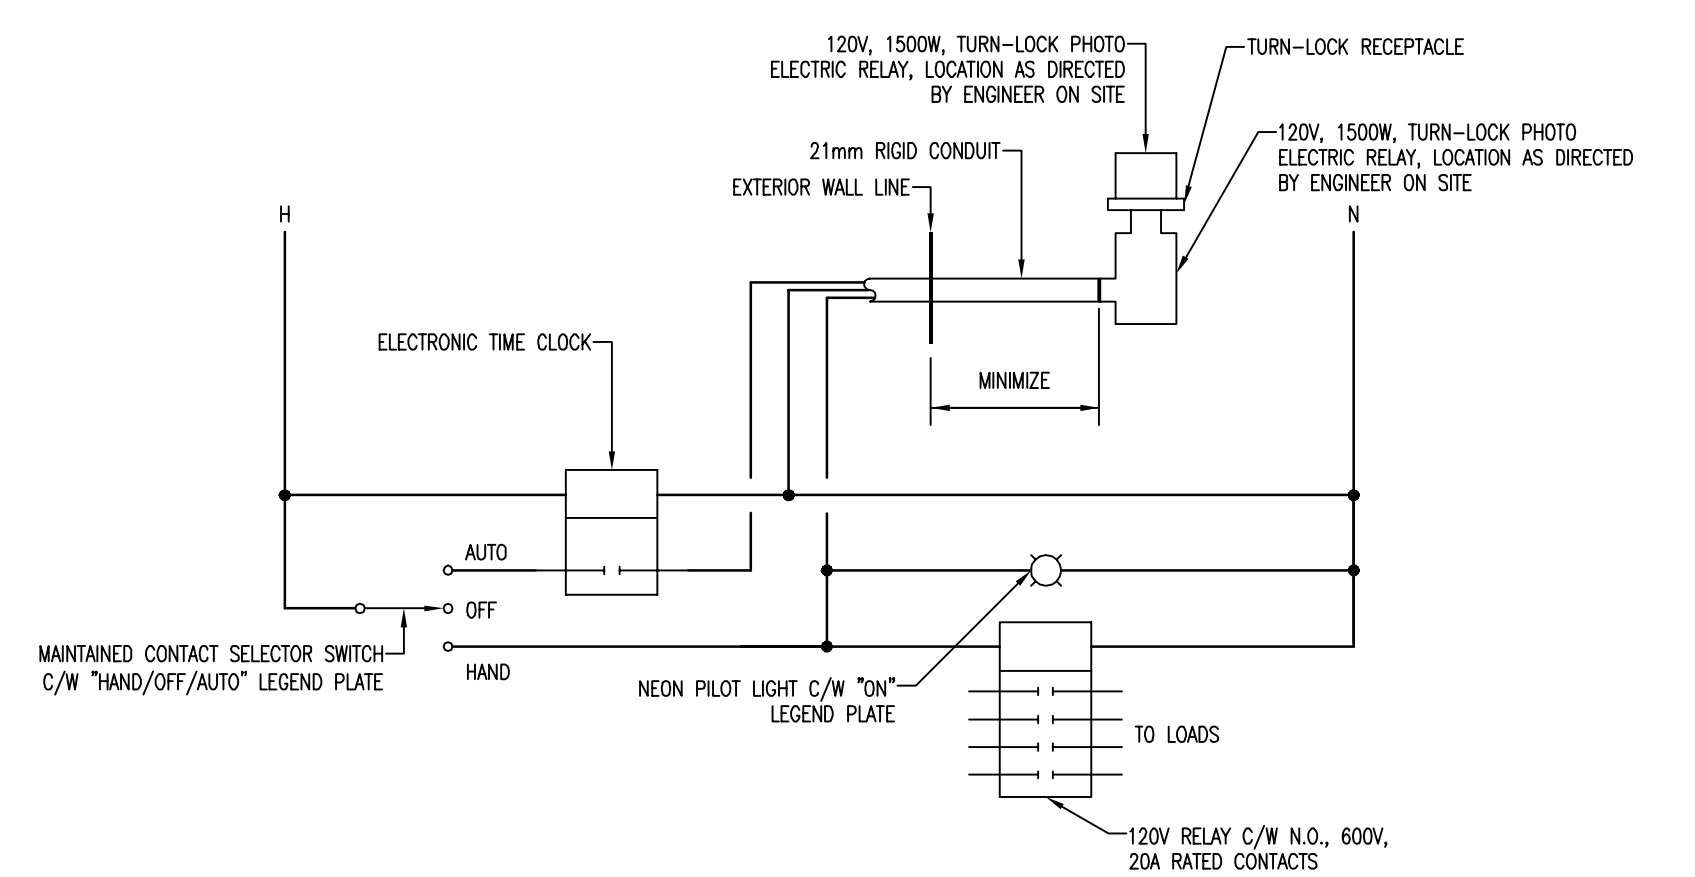 120V, 1500W, TURN-LOCK PHOTO
ELECTRIC RELAY, LOCATION AS DIRECTED
BY ENGINEER ON SITE
TURN-LOCK RECEPTACLE
120V, 1500W, TURN-LOCK PHOTO
ELECTRIC RELAY, LOCATION AS DIRECTED
BY ENGINEER ON SITE
21mm RIGID CONDUIT
EXTERIOR WALL LINE
H
N
ELECTRONIC TIME CLOCK
MINIMIZE
AUTO
OFF
HAND
MAINTAINED CONTACT SELECTOR SWITCH
C/W "HAND/OFF/AUTO" LEGEND PLATE
NEON PILOT LIGHT C/W "ON"
LEGEND PLATE
TO LOADS
120V RELAY C/W N.O., 600V,
20A RATED CONTACTS